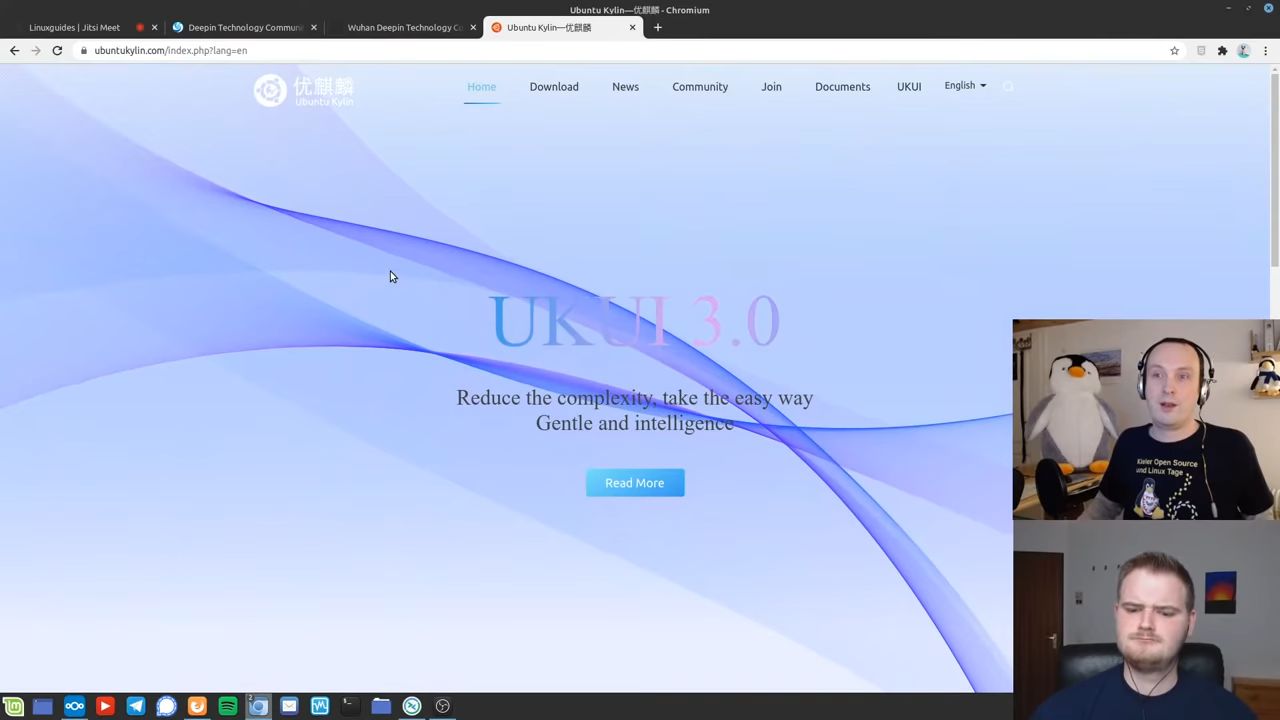 Ubuntu Kylin—优麒麟 - Chromium
Linuxguides | Jitsi Meet
Deepin Technology Communi
Wuhan Deepin Technology Co
Ubuntu Kylin—优麒麟
ubuntukylin.com/index.php?lang=en
优麒麟
Ubuntu Kylin
Home
Download
News
Community
Join
Documents
UKUI
English
UKUI 3.0
Reduce the complexity, take the easy way
Gentle and intelligence
Read More
Kieler Open Source
und Linux Tage